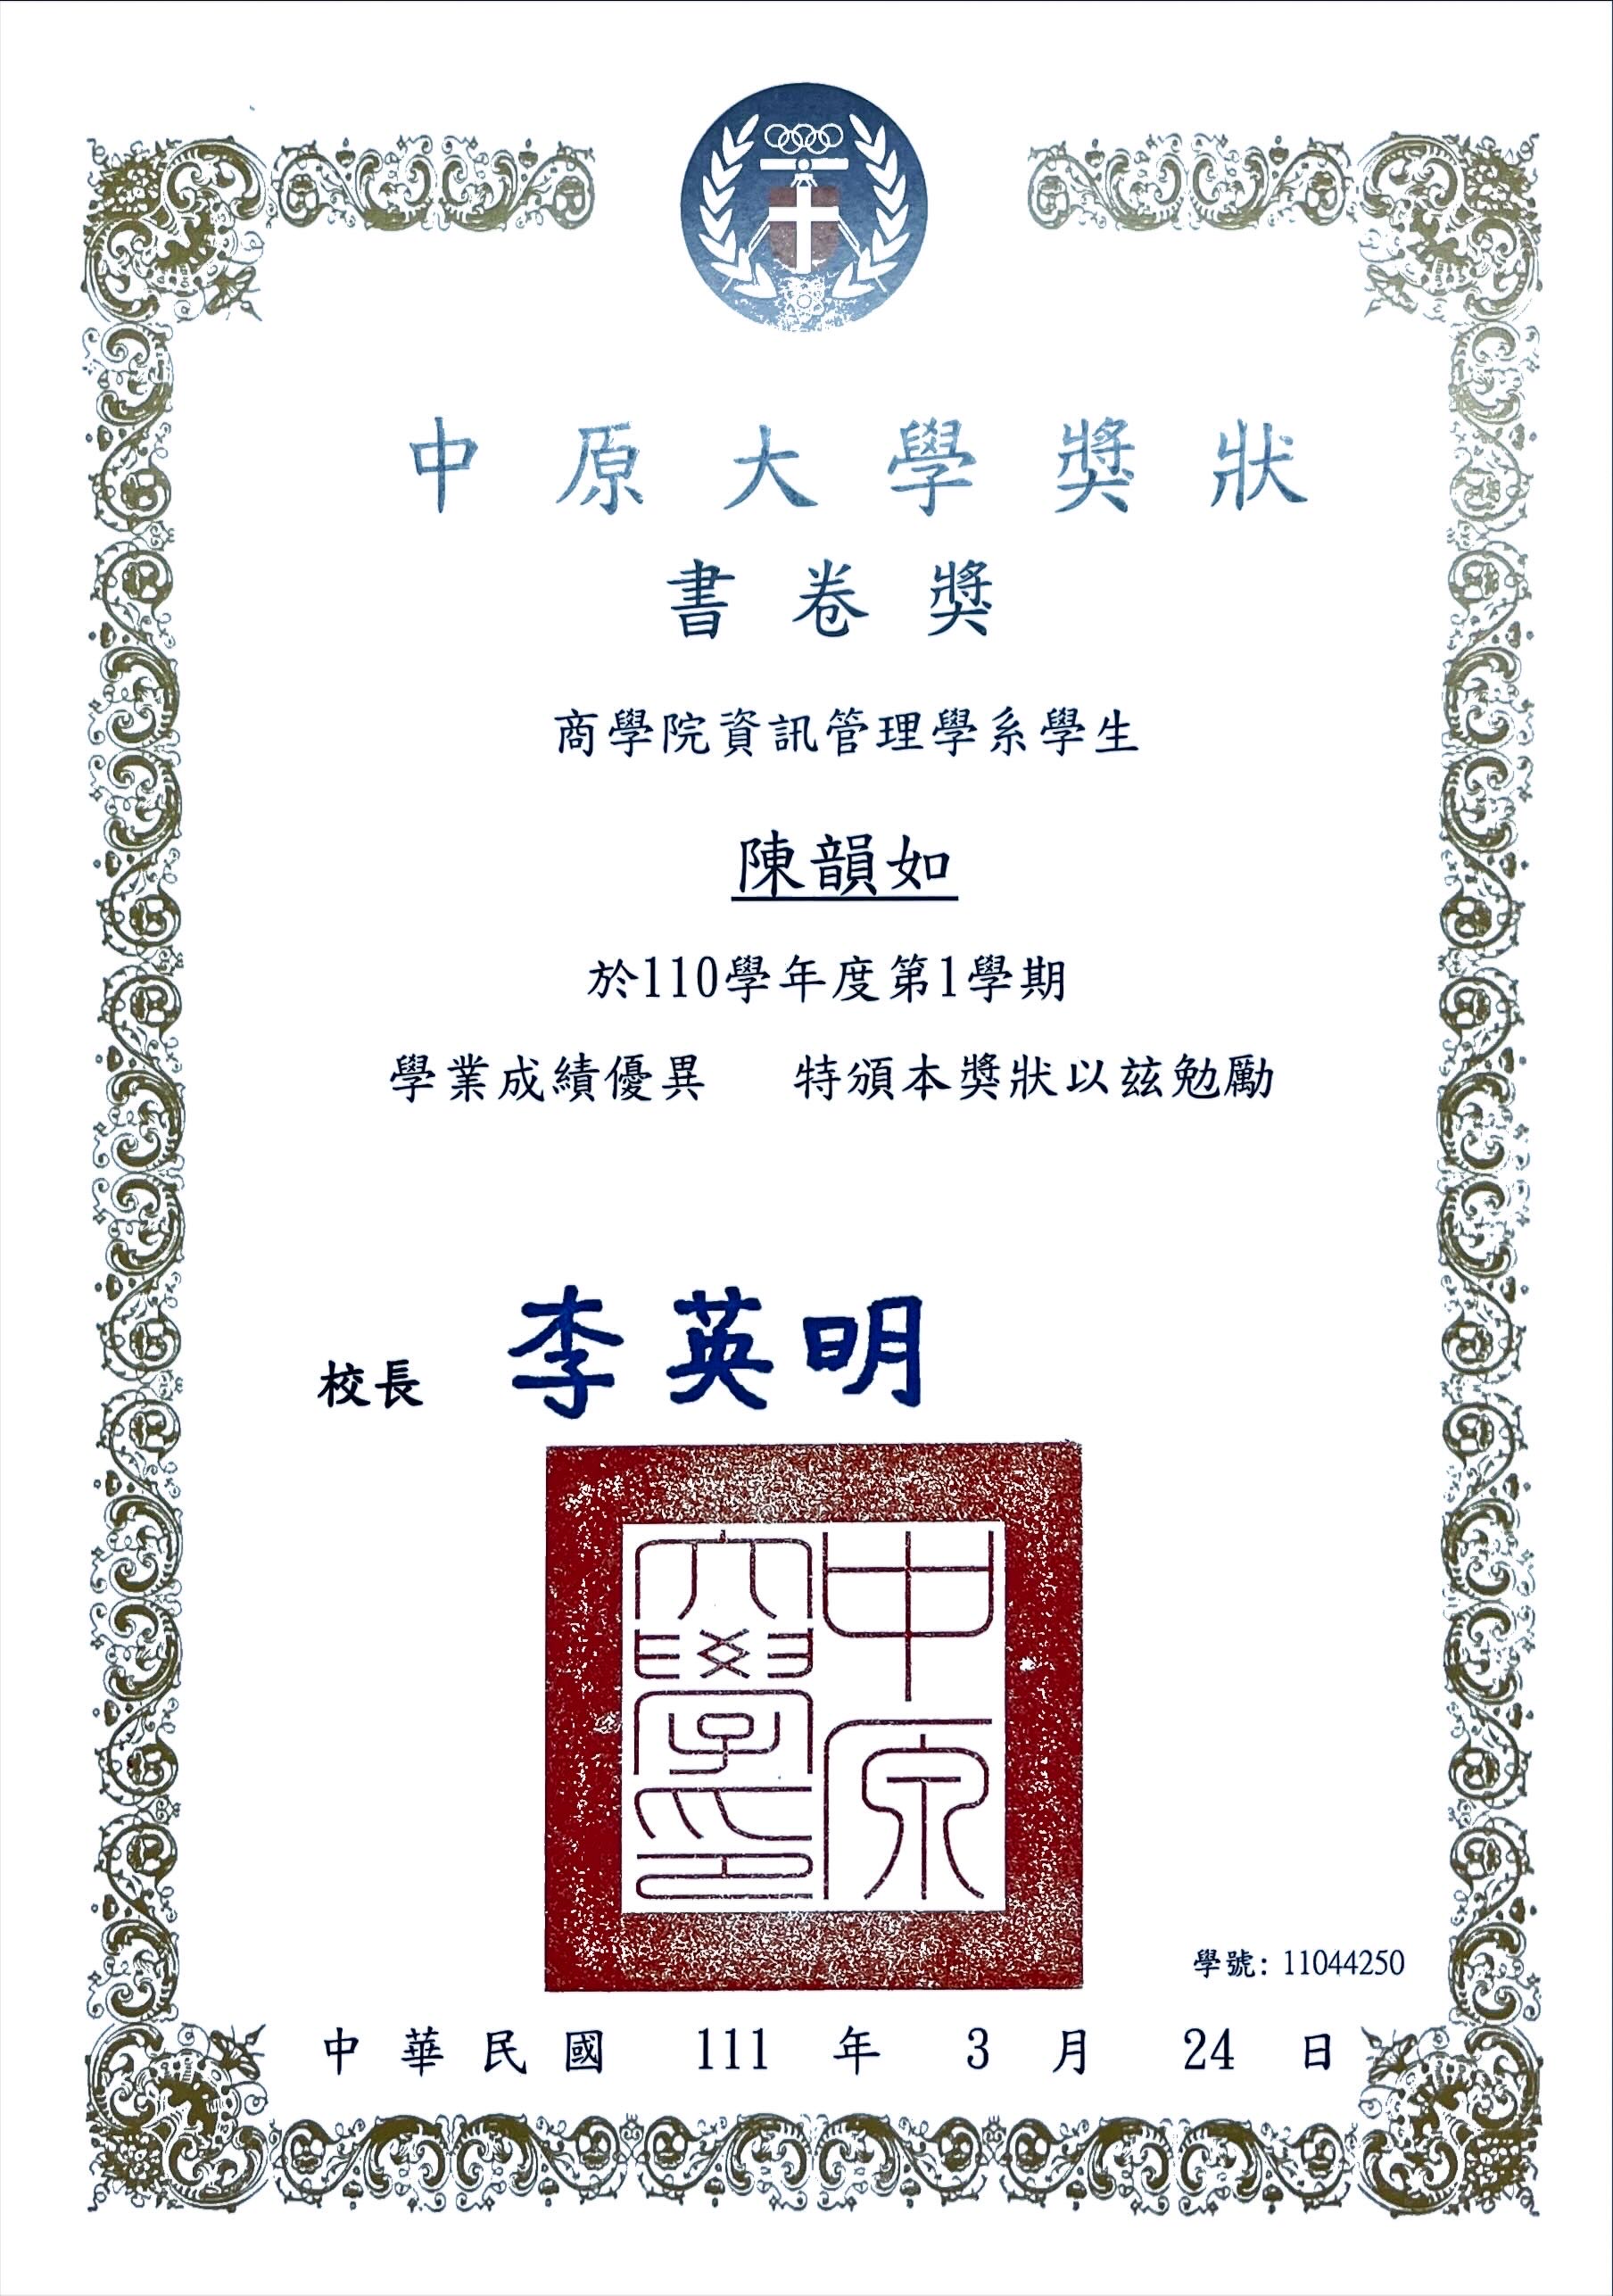 中原大學獎狀
書卷獎
商學院資訊管理學系學生
陳韻如
於110學年度第1學期
學業成績優異 特頒本獎狀以茲勉勵
校長 李英明
中原
大學印
學號: 11044250
中華民國 111 年 3 月 24 日